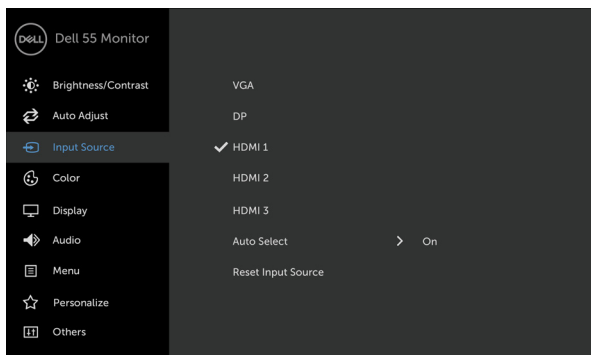 DELL Dell 55 Monitor
Brightness/Contrast
Auto Adjust
Input Source
Color
Display
Audio
Menu
Personalize
Others
VGA
DP
HDMI 1
HDMI 2
HDMI 3
Auto Select > On
Reset Input Source